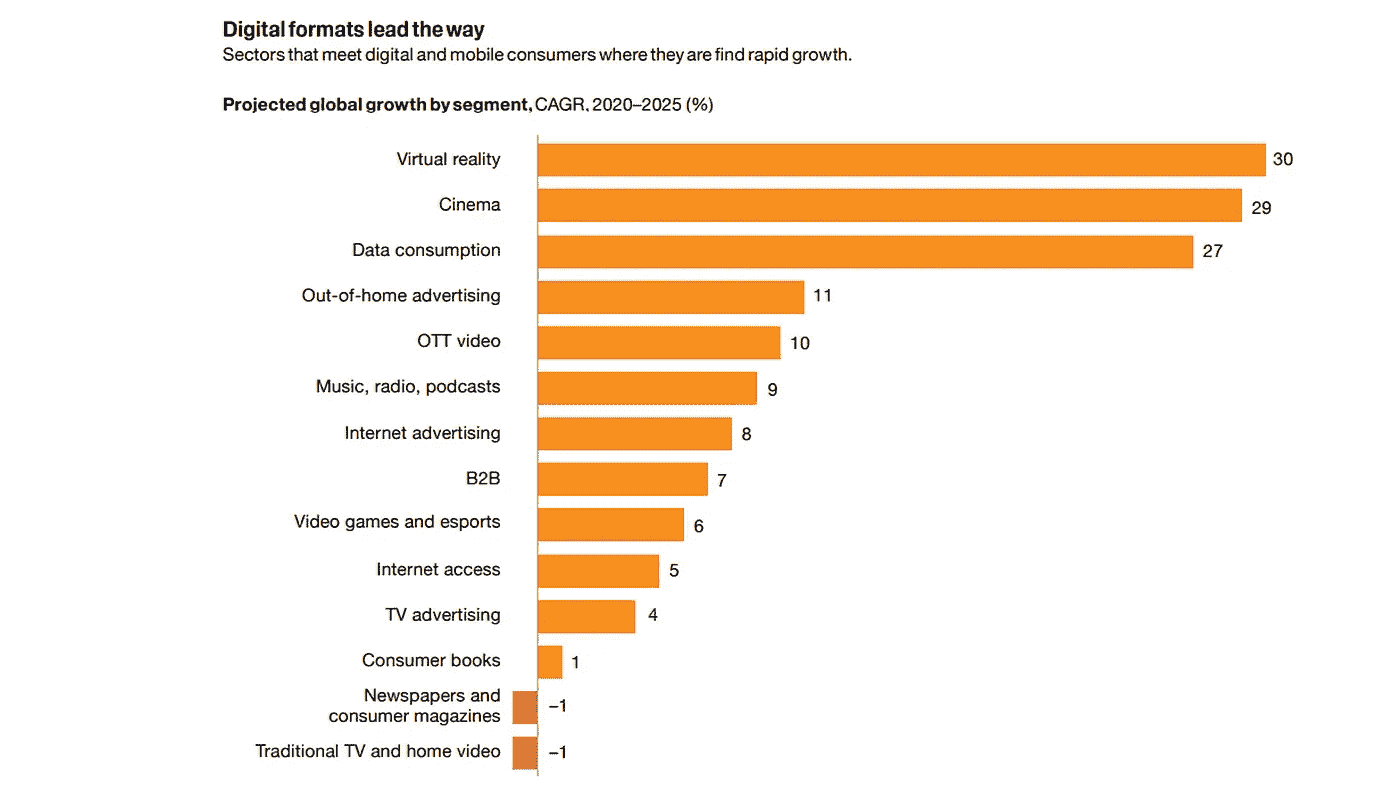 Digital formats lead the way
Sectors that meet digital and mobile consumers where they are find rapid growth.
Projected global growth by segment, CAGR, 2020–2025 (%)
Virtual reality 30
Cinema 29
Data consumption 27
Out-of-home advertising 11
OTT video 10
Music, radio, podcasts 9
Internet advertising 8
B2B 7
Video games and esports 6
Internet access 5
TV advertising 4
Consumer books 1
Newspapers and
consumer magazines –1
Traditional TV and home video –1